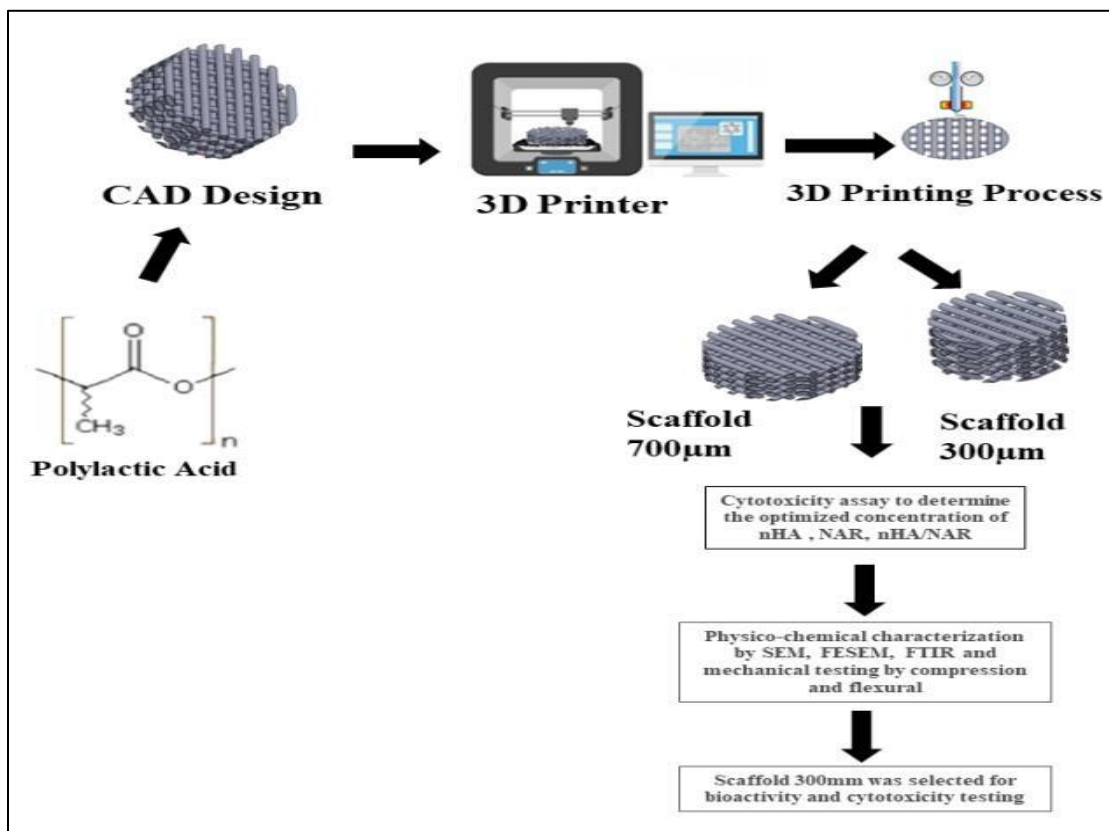 CAD Design
3D Printer
3D Printing Process
O
O
CH3
n
Polylactic Acid
Scaffold
700μm
Scaffold
300μm
Cytotoxicity assay to determine
the optimized concentration of
nHA , NAR, nHA/NAR
Physico-chemical characterization
by SEM, FESEM, FTIR and
mechanical testing by compression
and flexural
Scaffold 300mm was selected for
bioactivity and cytotoxicity testing